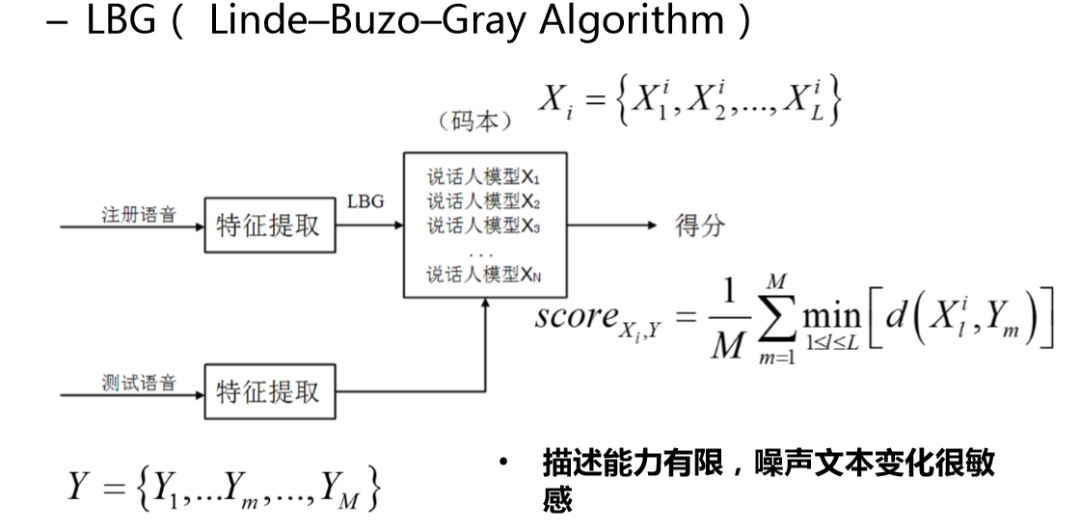 – LBG（ Linde–Buzo–Gray Algorithm）
X_i = {X_1^i, X_2^i, ..., X_L^i}
（码本）
说话人模型X₁
说话人模型X₂
说话人模型X₃
...
说话人模型X_N
注册语音
特征提取
LBG
得分
score_{X_i,Y} = \frac{1}{M} \sum_{m=1}^{M} \min_{1≤l≤L} [d(X_l^i, Y_m)]
测试语音
特征提取
Y = {Y_1, ...Y_m, ..., Y_M}
• 描述能力有限，噪声文本变化很敏
感